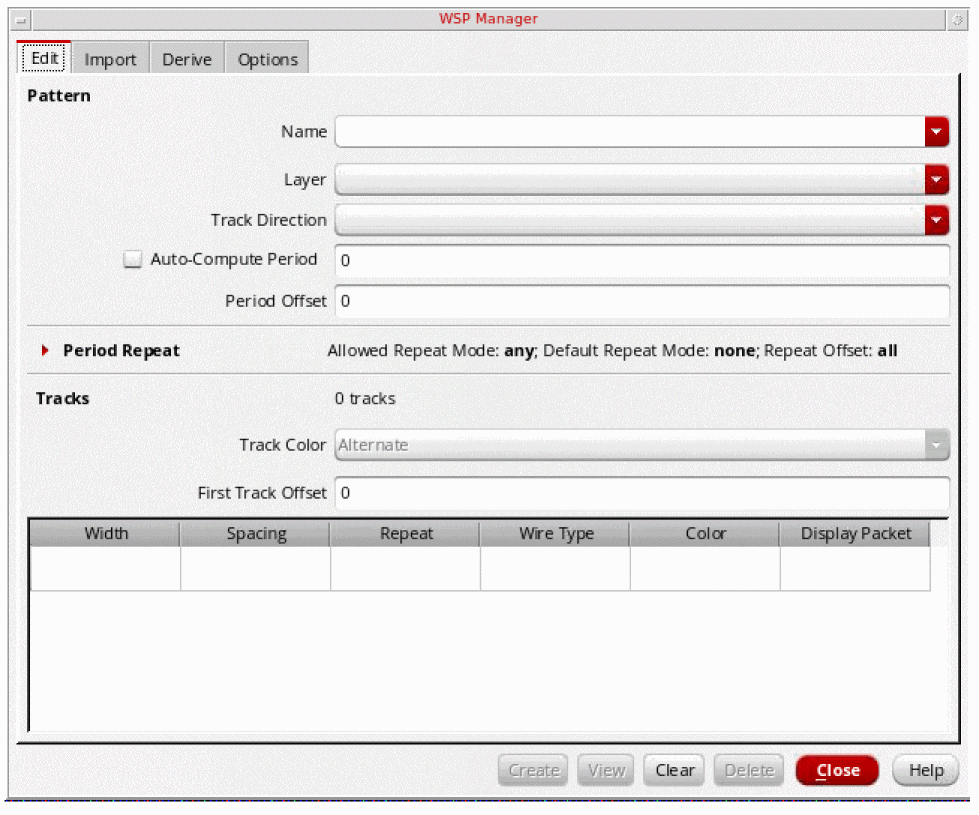 WSP Manager
Edit Import Derive Options
Pattern
Name
Layer
Track Direction
Auto-Compute Period 0
Period Offset 0
Period Repeat Allowed Repeat Mode: any; Default Repeat Mode: none; Repeat Offset: all
Tracks 0 tracks
Track Color Alternate
First Track Offset 0
Width Spacing Repeat Wire Type Color Display Packet
Create View Clear Delete Close Help